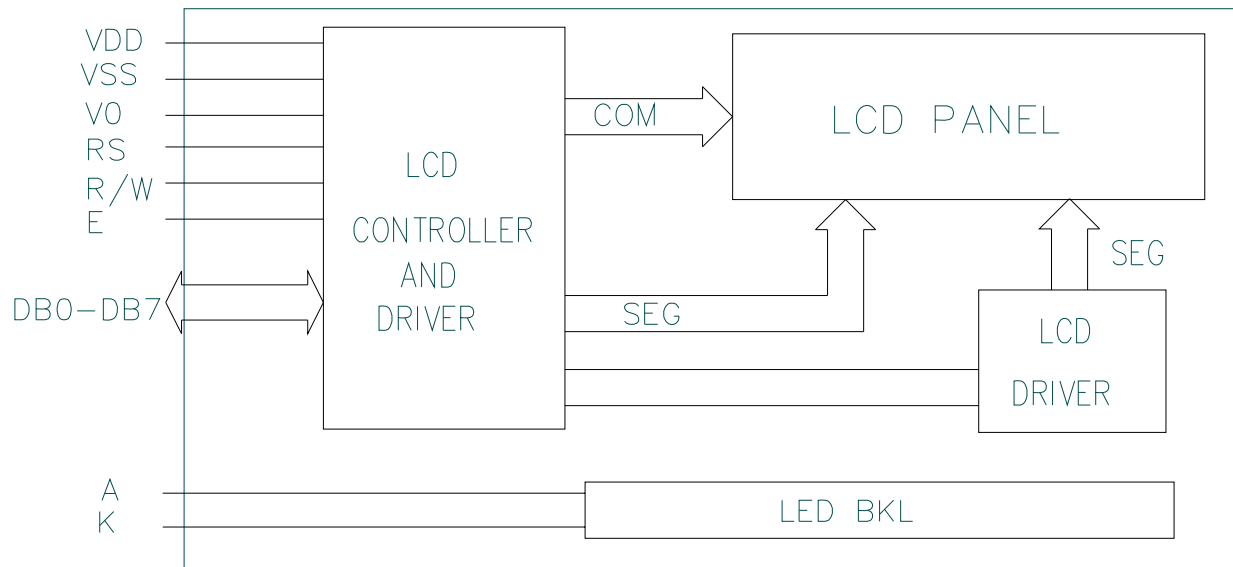 VDD
VSS
V0
RS
R/W
E
DB0-DB7
LCD
CONTROLLER
AND
DRIVER
COM
LCD PANEL
SEG
SEG
LCD
DRIVER
A
K
LED BKL